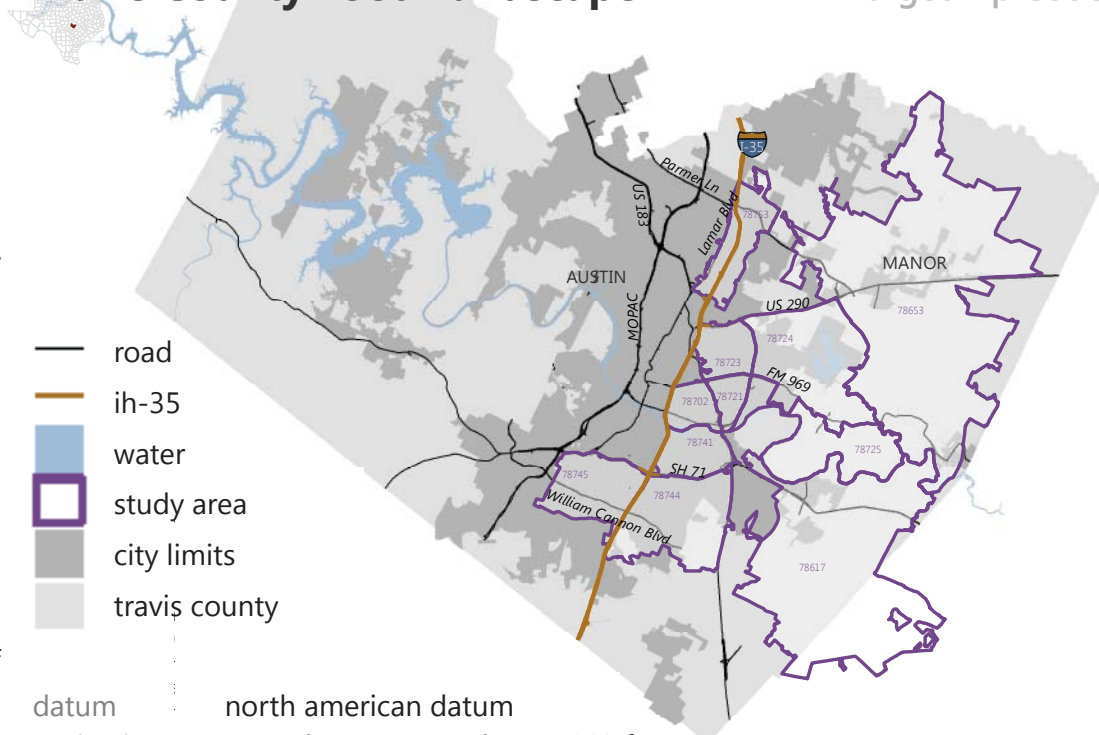 I-35
Parmer Ln
US 183
Lamar Blvd
78753
AUSTIN
MANOR
MOPAC
US 290
78653
78724
78723
FM 969
78702
78721
78741
78725
78745
SH 71
78744
William Cannon Blvd
78617
road
ih-35
water
study area
city limits
travis county
datum
north american datum